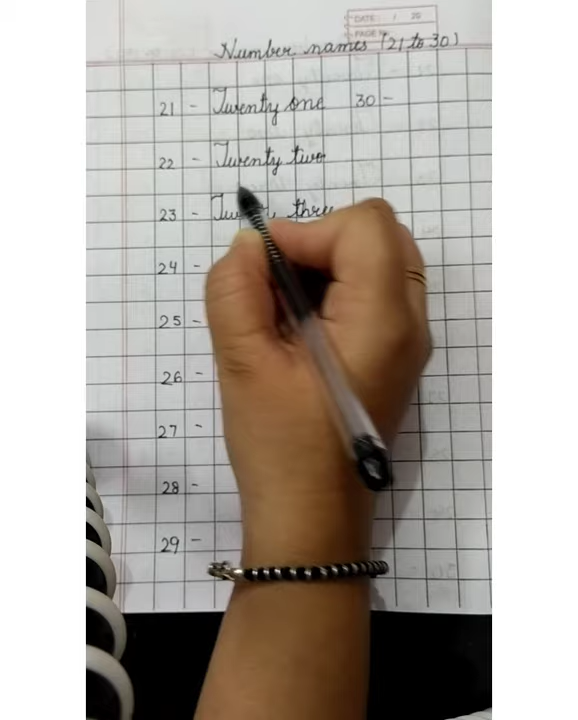 DATE: / 20
PAGE
Number names (21 to 30)
21 - Twenty one 30 -
22 - Twenty two
23 - three
24 -
25 -
26 -
27 -
28 -
29 -